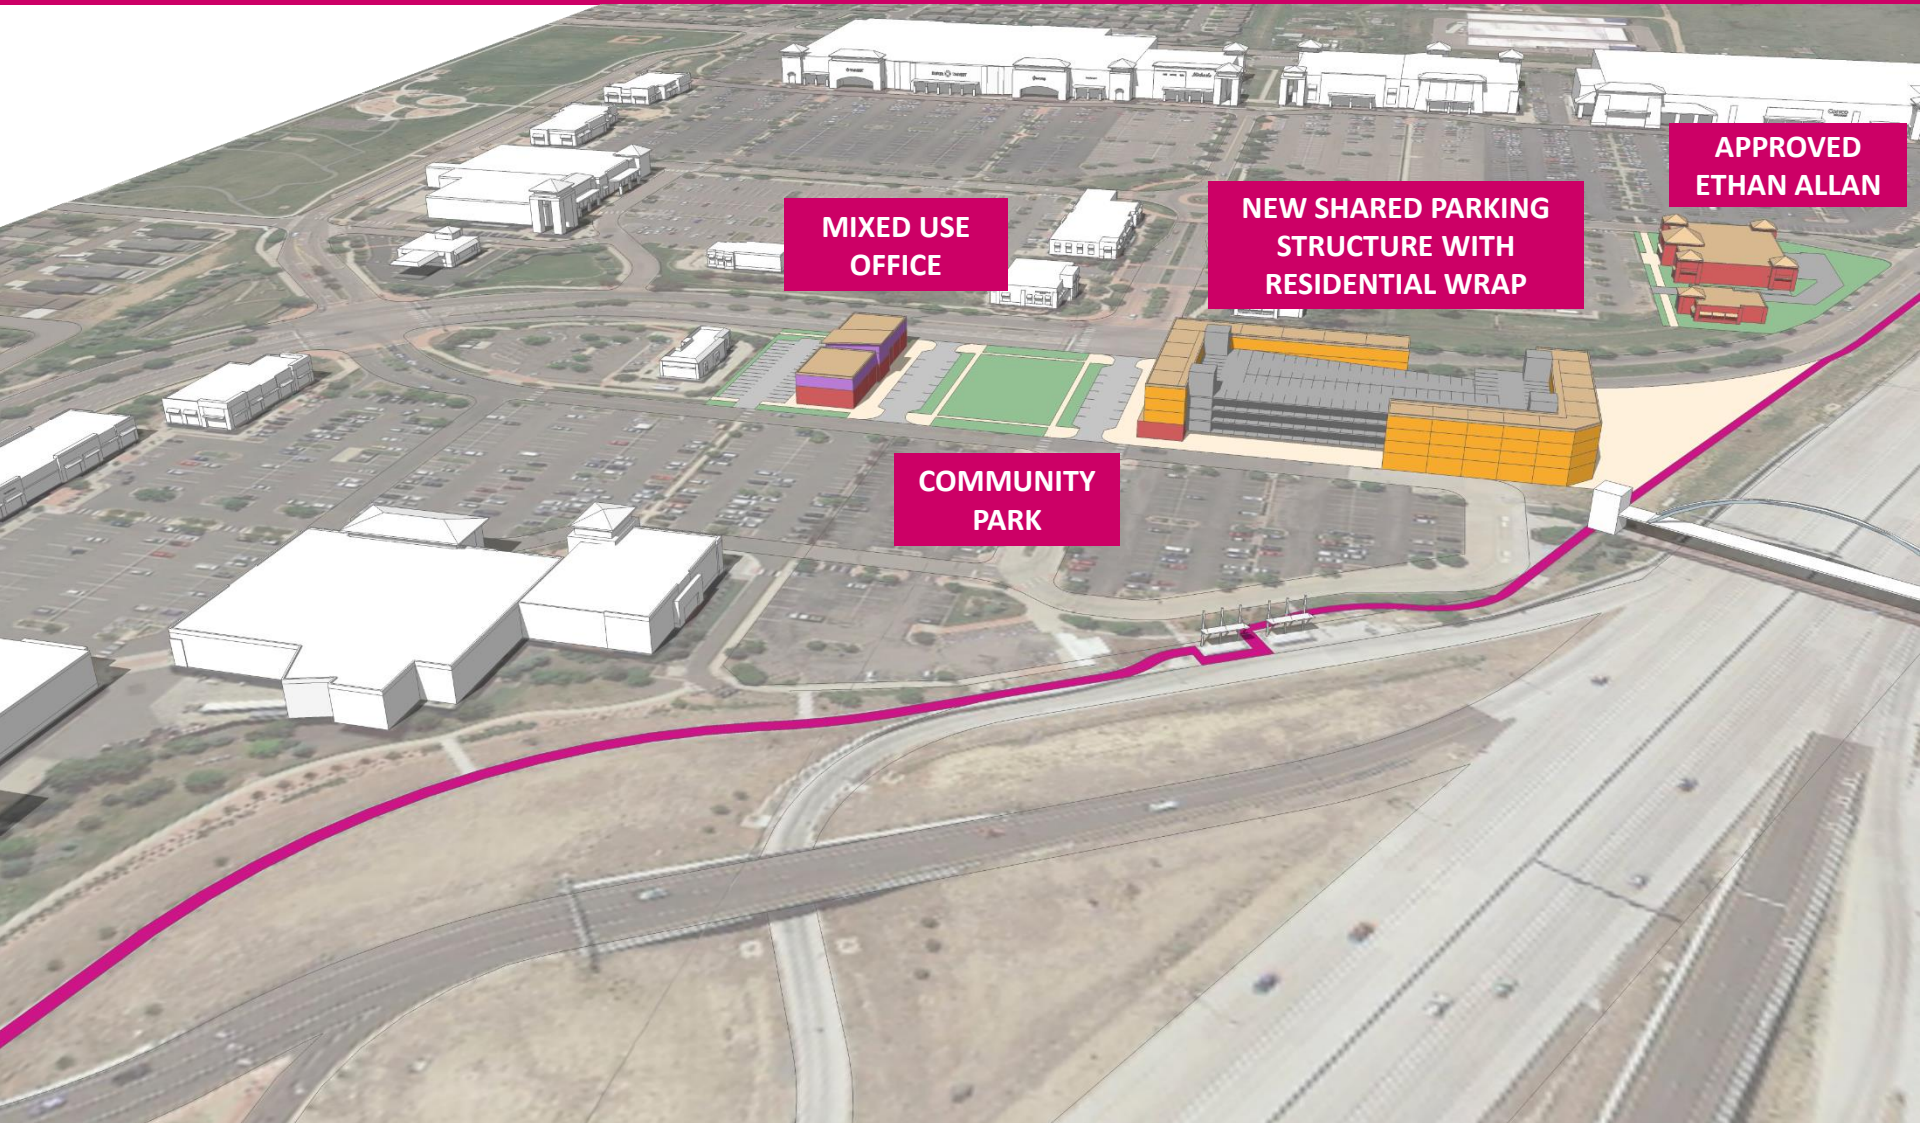 APPROVED
ETHAN ALLAN
NEW SHARED PARKING
STRUCTURE WITH
RESIDENTIAL WRAP
MIXED USE
OFFICE
COMMUNITY
PARK